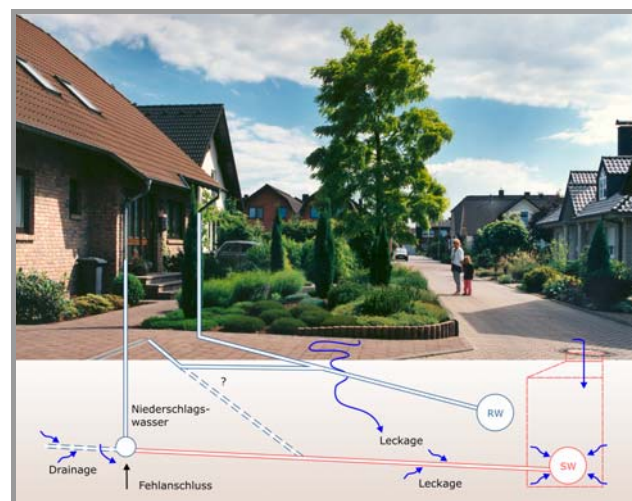 ?
Niederschlags-
wasser
RW
Leckage
SW
Drainage
Leckage
Fehlanschluss